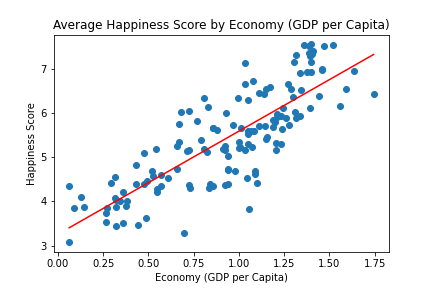 Average Happiness Score by Economy (GDP per Capita)
Happiness Score
7
6
5
4
3
0.00 0.25 0.50 0.75 1.00 1.25 1.50 1.75
Economy (GDP per Capita)